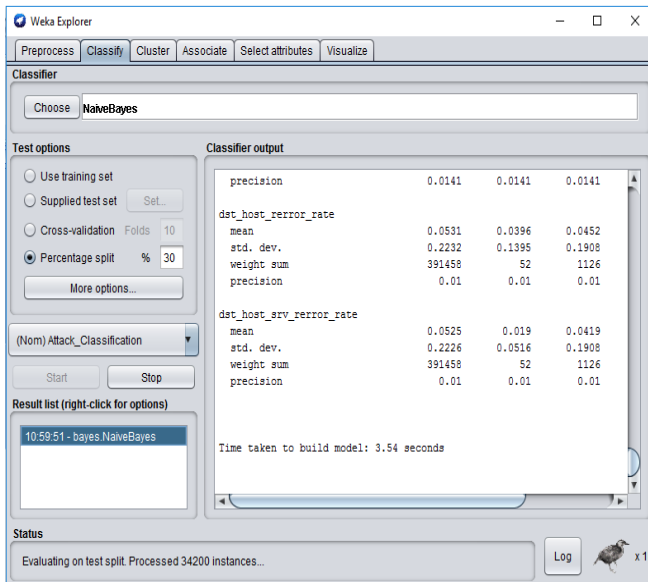 Weka Explorer
Preprocess Classify Cluster Associate Select attributes Visualize
Classifier
Choose NaiveBayes
Test options
Use training set
Supplied test set Set...
Cross-validation Folds 10
Percentage split % 30
More options...
(Nom) Attack_Classification
Start Stop
Result list (right-click for options)
10:59:51 - bayes.NaiveBayes
Classifier output
precision 0.0141 0.0141 0.0141
dst_host_rerror_rate
mean 0.0531 0.0396 0.0452
std. dev. 0.2232 0.1395 0.1908
weight sum 391458 52 1126
precision 0.01 0.01 0.01
dst_host_srv_rerror_rate
mean 0.0525 0.019 0.0419
std. dev. 0.2226 0.0516 0.1908
weight sum 391458 52 1126
precision 0.01 0.01 0.01
Time taken to build model: 3.54 seconds
Status
Evaluating on test split. Processed 34200 instances...
Log x 1